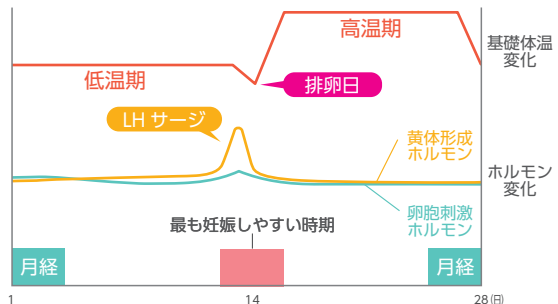 高温期
基礎体温
変化
低温期
排卵日
LH サージ
黄体形成
ホルモン
ホルモン
変化
卵胞刺激
ホルモン
最も妊娠しやすい時期
月経
月経
1
14
28(日)